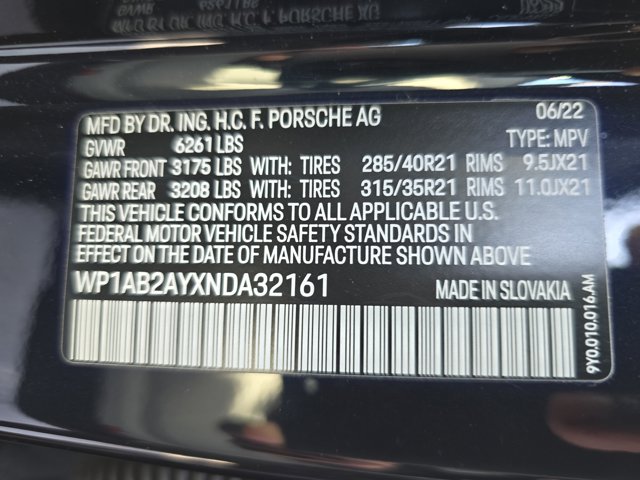 MFD BY DR. ING. H.C. F. PORSCHE AG 06/22
GVWR 6261 LBS TYPE: MPV
GAWR FRONT 3175 LBS WITH: TIRES 285/40R21 RIMS 9.5JX21
GAWR REAR 3208 LBS WITH: TIRES 315/35R21 RIMS 11.0JX21
THIS VEHICLE CONFORMS TO ALL APPLICABLE U.S.
FEDERAL MOTOR VEHICLE SAFETY STANDARDS IN
EFFECT ON THE DATE OF MANUFACTURE SHOWN ABOVE
WP1AB2AYXNDA32161 MADE IN SLOVAKIA
9Y0.010.016.AM